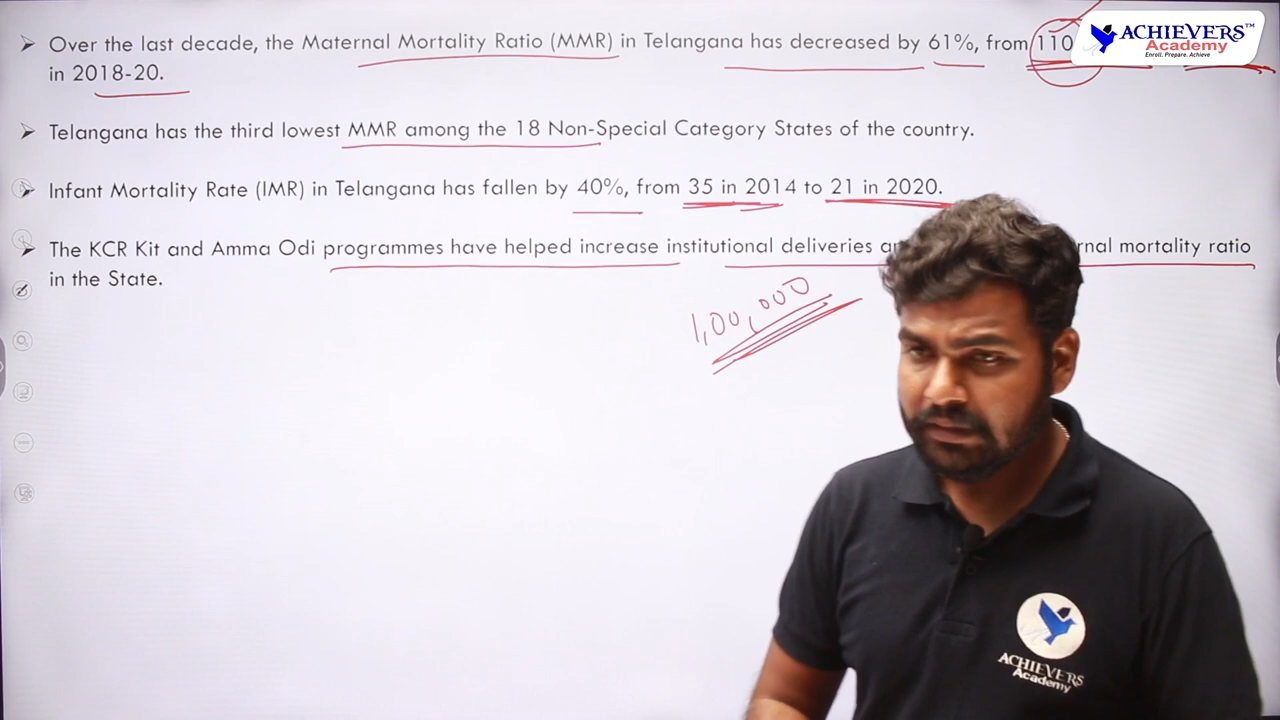 Over the last decade, the Maternal Mortality Ratio (MMR) in Telangana has decreased by 61%, from 110
in 2018-20.
Telangana has the third lowest MMR among the 18 Non-Special Category States of the country.
Infant Mortality Rate (IMR) in Telangana has fallen by 40%, from 35 in 2014 to 21 in 2020.
The KCR Kit and Amma Odi programmes have helped increase institutional deliveries mortality ratio
in the State.
1,00,000
ACHIEVERS™
Academy
Enroll. Prepare. Achieve
ACHIEVERS
Academy